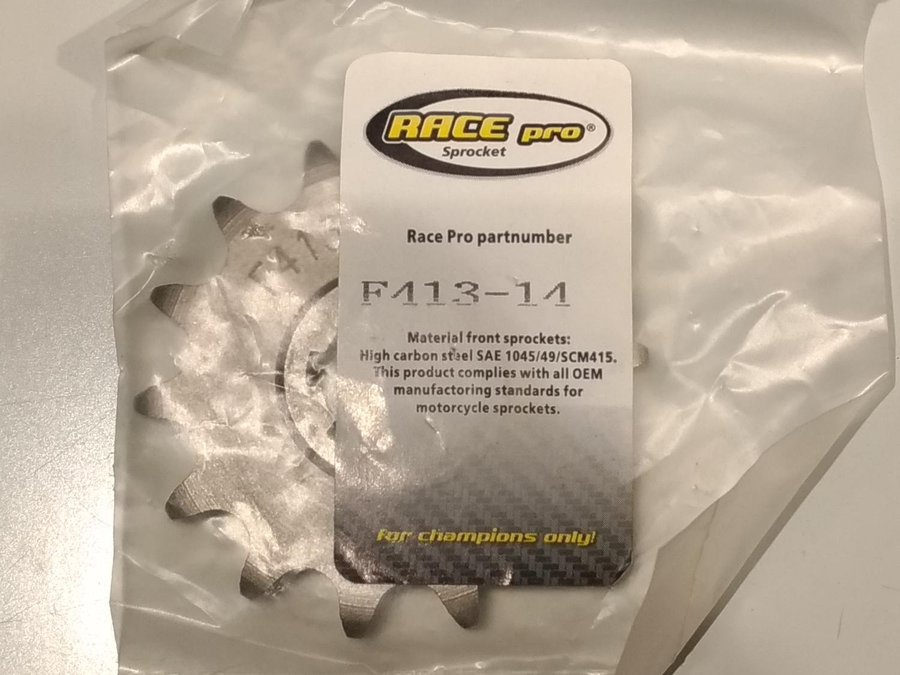 RACE pro®
Sprocket
Race Pro partnumber
F413-14
Material front sprockets:
High carbon steel SAE 1045/49/SCM415.
This product complies with all OEM
manufactoring standards for
motorcycle sprockets.
for champions only!
F41